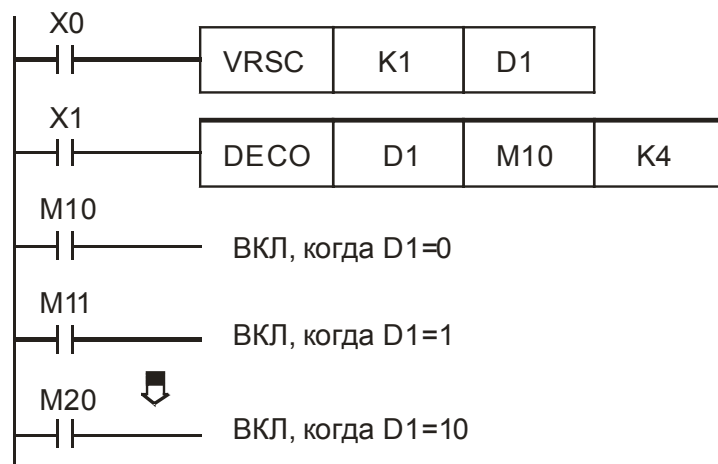 X0
VRSC K1 D1
X1
DECO D1 M10 K4
M10
ВКЛ, когда D1=0
M11
ВКЛ, когда D1=1
M20
ВКЛ, когда D1=10